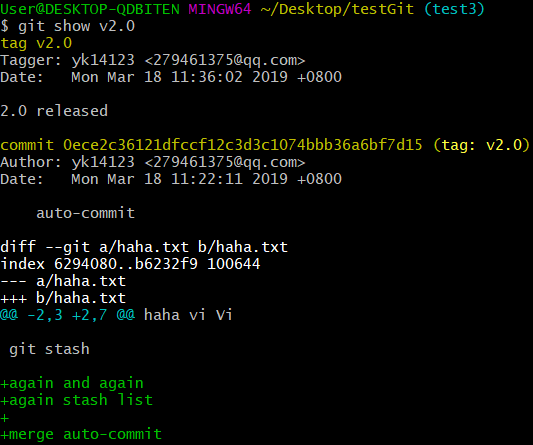 User@DESKTOP-QDBITEN MINGW64 ~/Desktop/testGit (test3)
$ git show v2.0
tag v2.0
Tagger: yk14123 <279461375@qq.com>
Date:   Mon Mar 18 11:36:02 2019 +0800

2.0 released

commit 0ece2c36121dfccf12c3d3c1074bbb36a6bf7d15 (tag: v2.0)
Author: yk14123 <279461375@qq.com>
Date:   Mon Mar 18 11:22:11 2019 +0800

    auto-commit

diff --git a/haha.txt b/haha.txt
index 6294080..b6232f9 100644
--- a/haha.txt
+++ b/haha.txt
@@ -2,3 +2,7 @@ haha vi Vi

 git stash

+again and again
+again stash list
+
+merge auto-commit